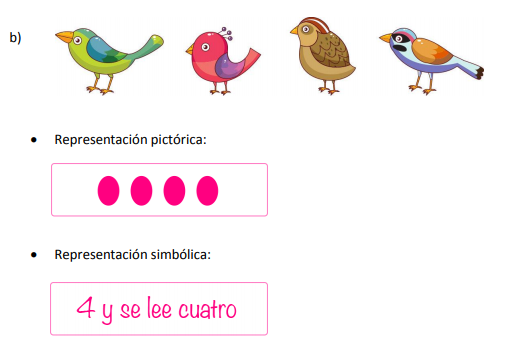 b)
• Representación pictórica:
• Representación simbólica:
4 y se lee cuatro